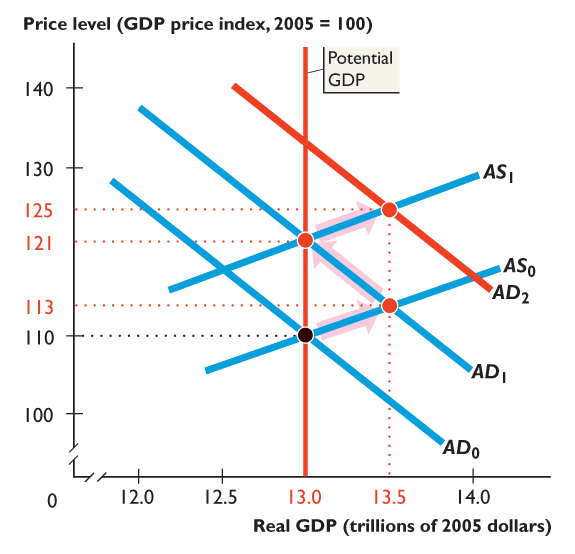 Price level (GDP price index, 2005 = 100)
Potential
GDP
140
130
125
121
113
110
100
0
AS1
AS0
AD2
AD1
AD0
12.0 12.5 13.0 13.5 14.0
Real GDP (trillions of 2005 dollars)